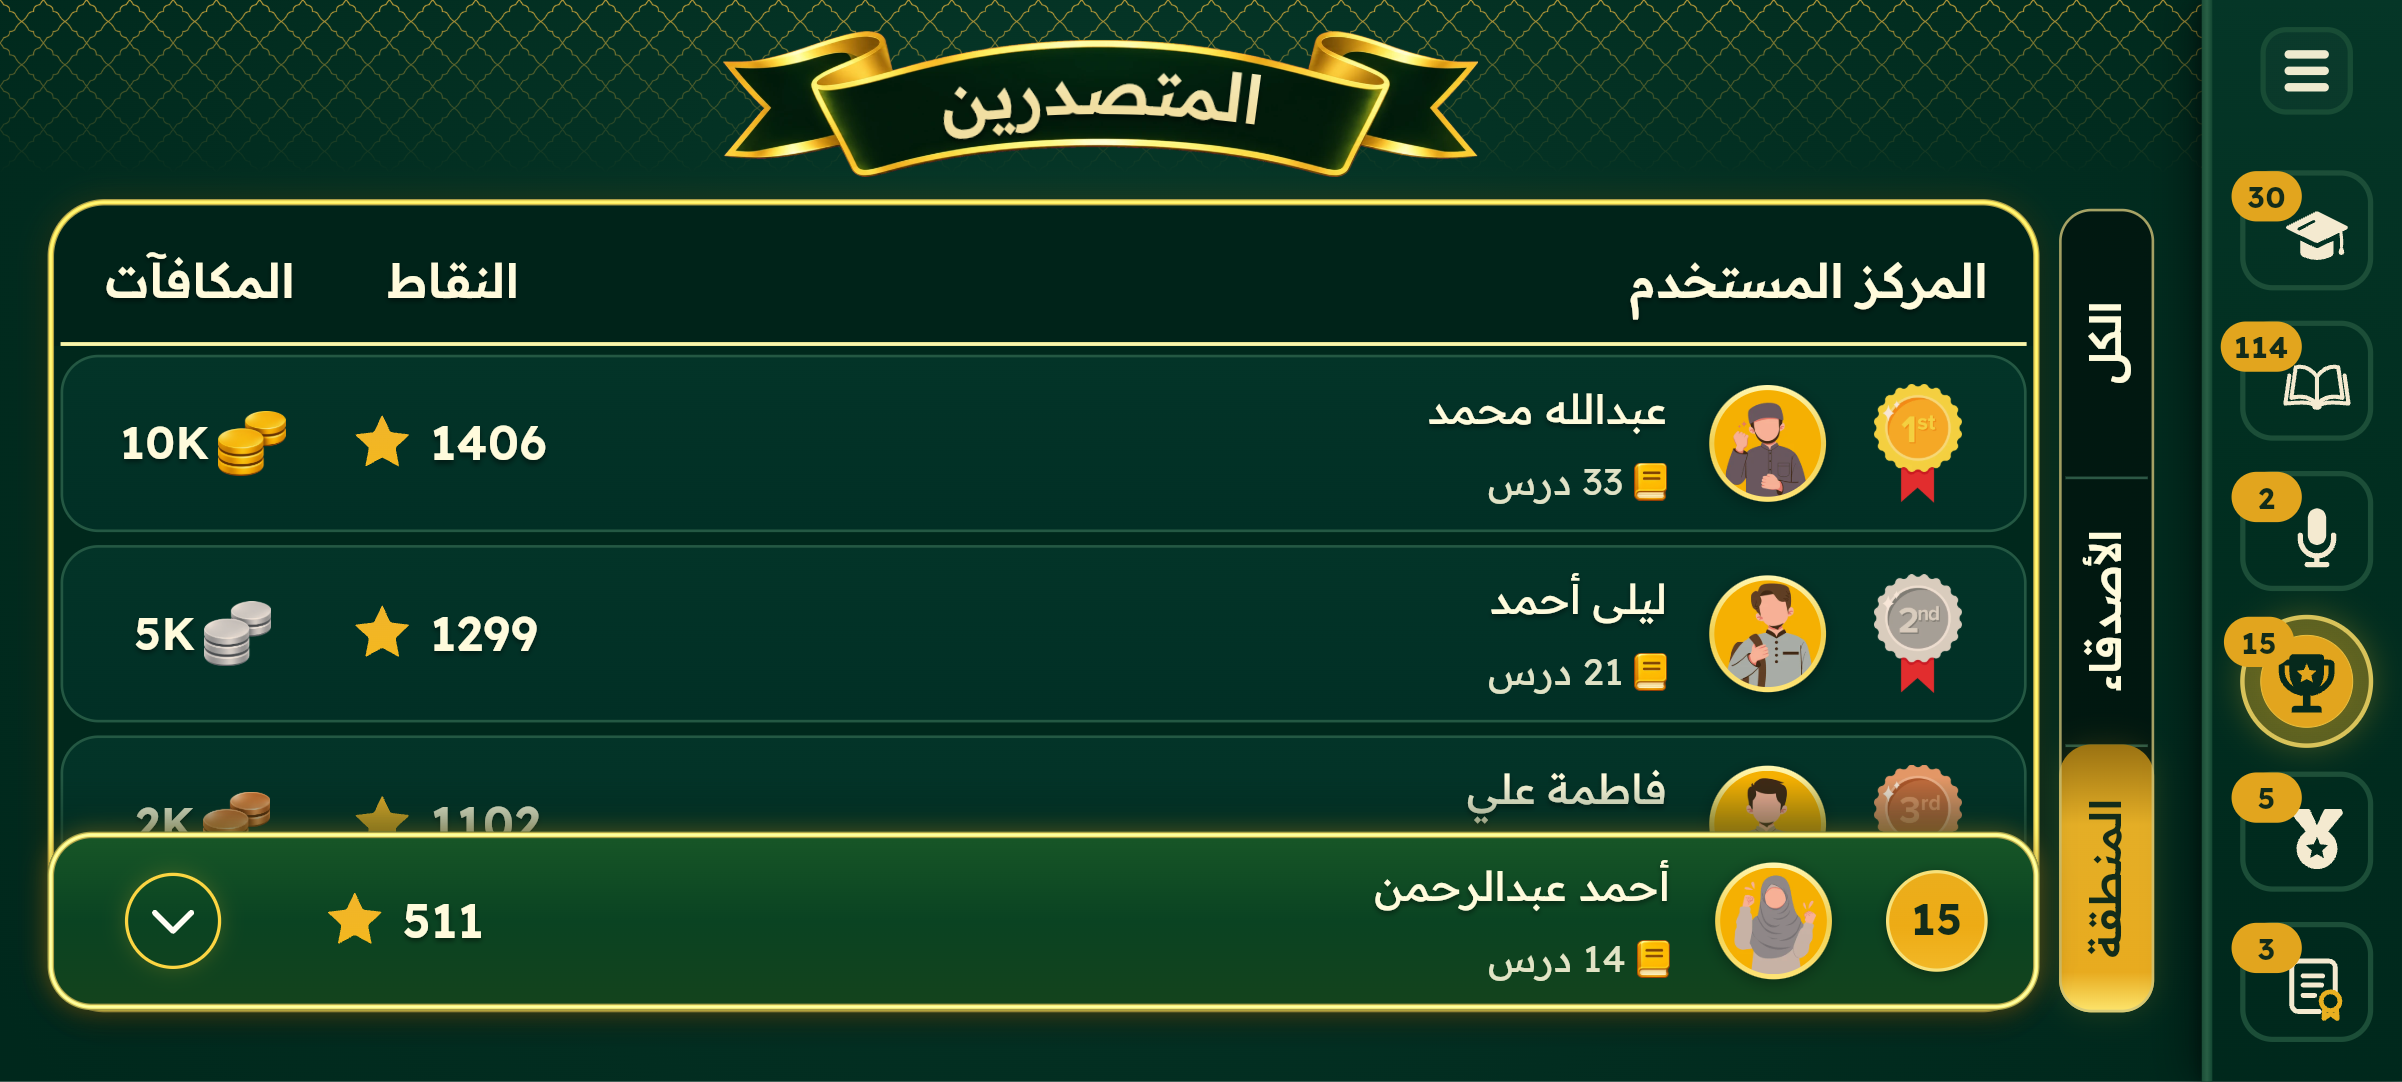 المتصدرين
30
114
2
15
5
3
الكل
الأصدقاء
المنطقة
المركز المستخدم النقاط المكافآت
1st
عبدالله محمد
33 درس
1406
10K
2nd
ليلى أحمد
21 درس
1299
5K
3rd
فاطمة علي
1102
2K
15
أحمد عبدالرحمن
14 درس
511